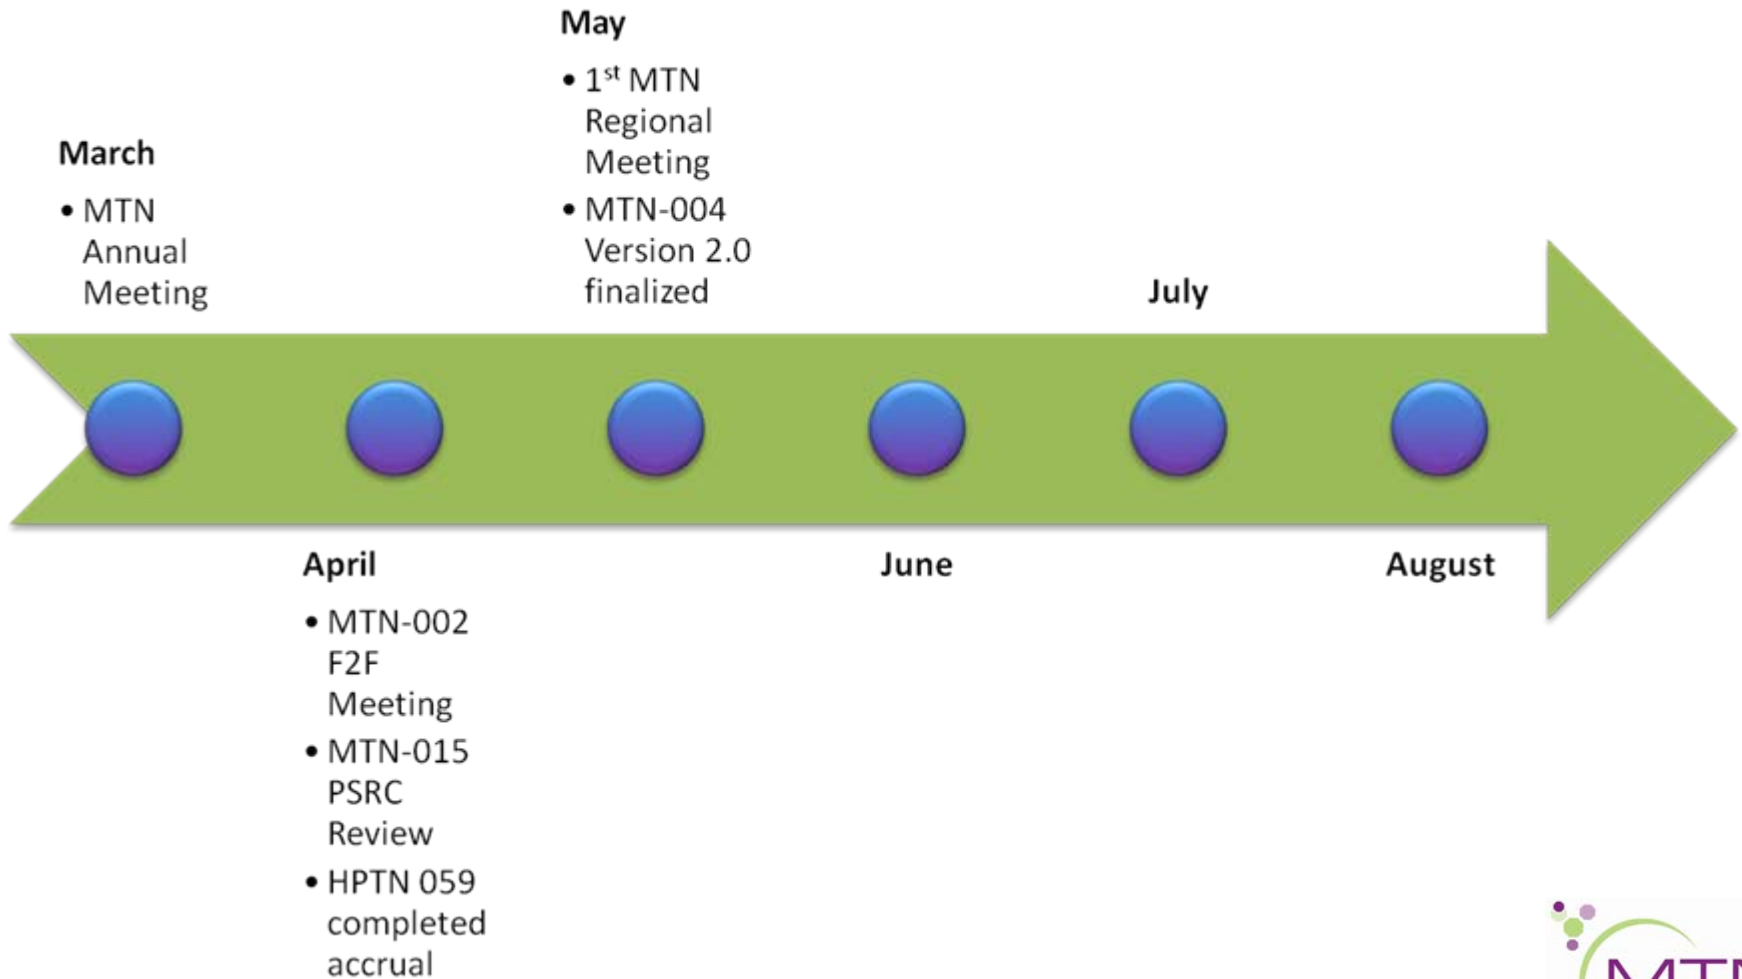 March
• MTN
Annual
Meeting
April
• MTN-002
F2F
Meeting
• MTN-015
PSRC
Review
• HPTN 059
completed
accrual
May
• 1st MTN
Regional
Meeting
• MTN-004
Version 2.0
finalized
June
July
August
MTN